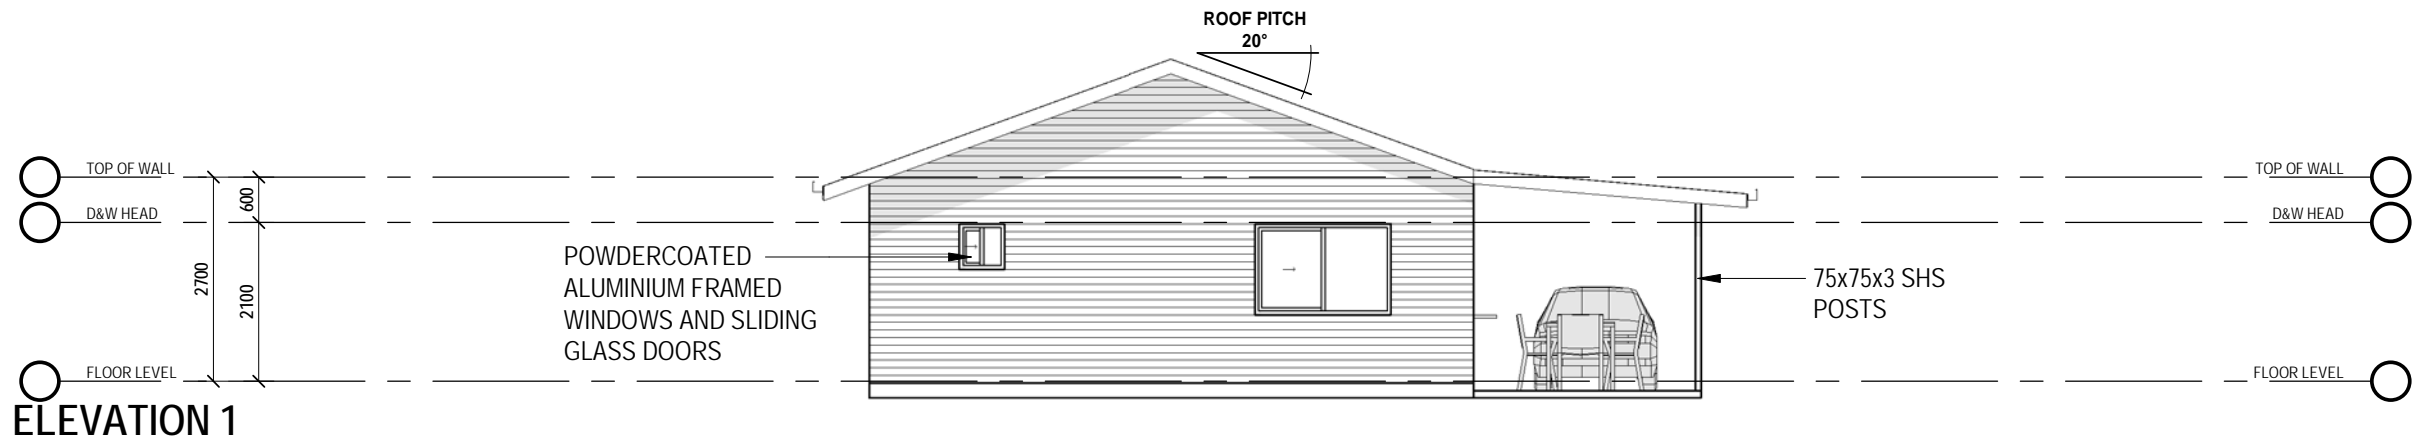 ROOF PITCH
20°
TOP OF WALL
TOP OF WALL
600
D&W HEAD
D&W HEAD
POWDERCOATED
ALUMINIUM FRAMED
WINDOWS AND SLIDING
GLASS DOORS
2700
2100
75x75x3 SHS
POSTS
FLOOR LEVEL
FLOOR LEVEL
ELEVATION 1